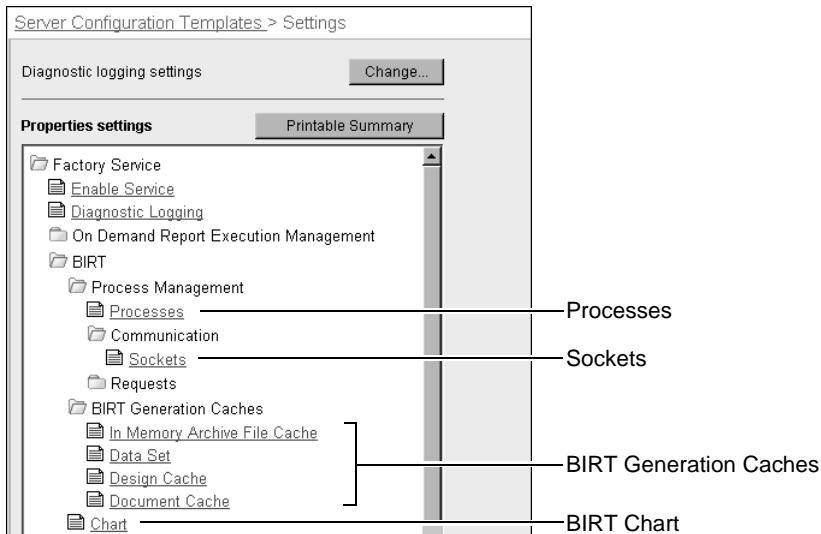 Server Configuration Templates > Settings
Diagnostic logging settings
Change...
Properties settings
Printable Summary
Factory Service
Enable Service
Diagnostic Logging
On Demand Report Execution Management
BIRT
Process Management
Processes
Processes
Communication
Sockets
Sockets
Requests
BIRT Generation Caches
In Memory Archive File Cache
Data Set
BIRT Generation Caches
Design Cache
Document Cache
Chart
BIRT Chart